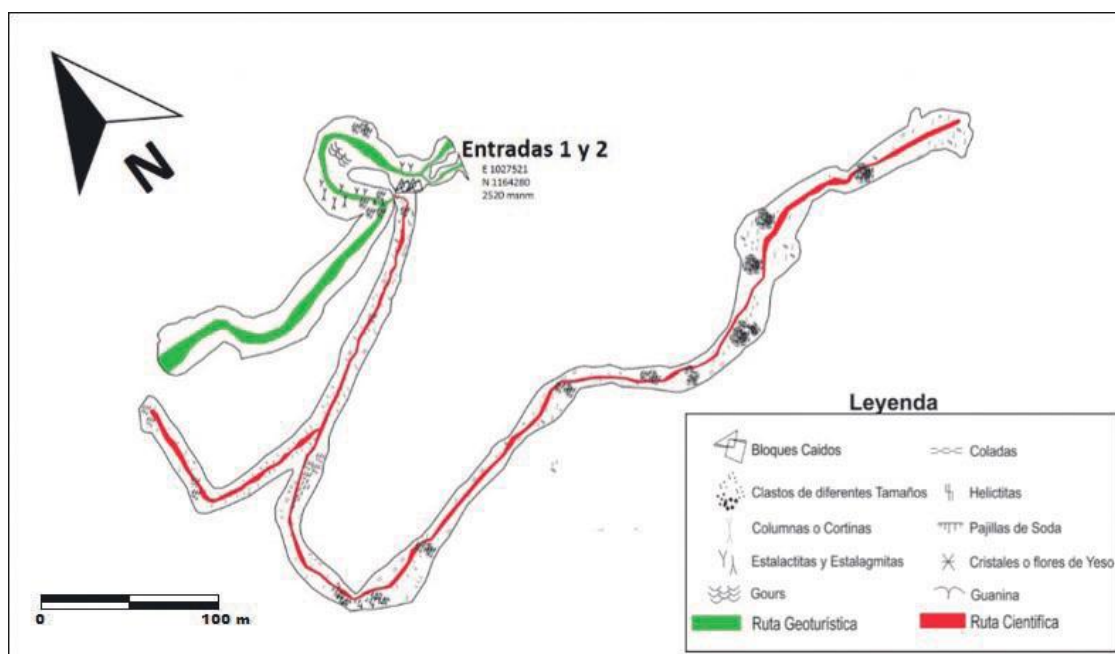 N
Entradas 1 y 2
E 1027521
N 1164280
2520 msnm
0 100 m
Leyenda
Bloques Caidos
Clastos de diferentes Tamaños
Columnas o Cortinas
Estalactitas y Estalagmitas
Gours
Ruta Geoturística
Coladas
Helictitas
Pajillas de Soda
Cristales o flores de Yeso
Guanina
Ruta Científica